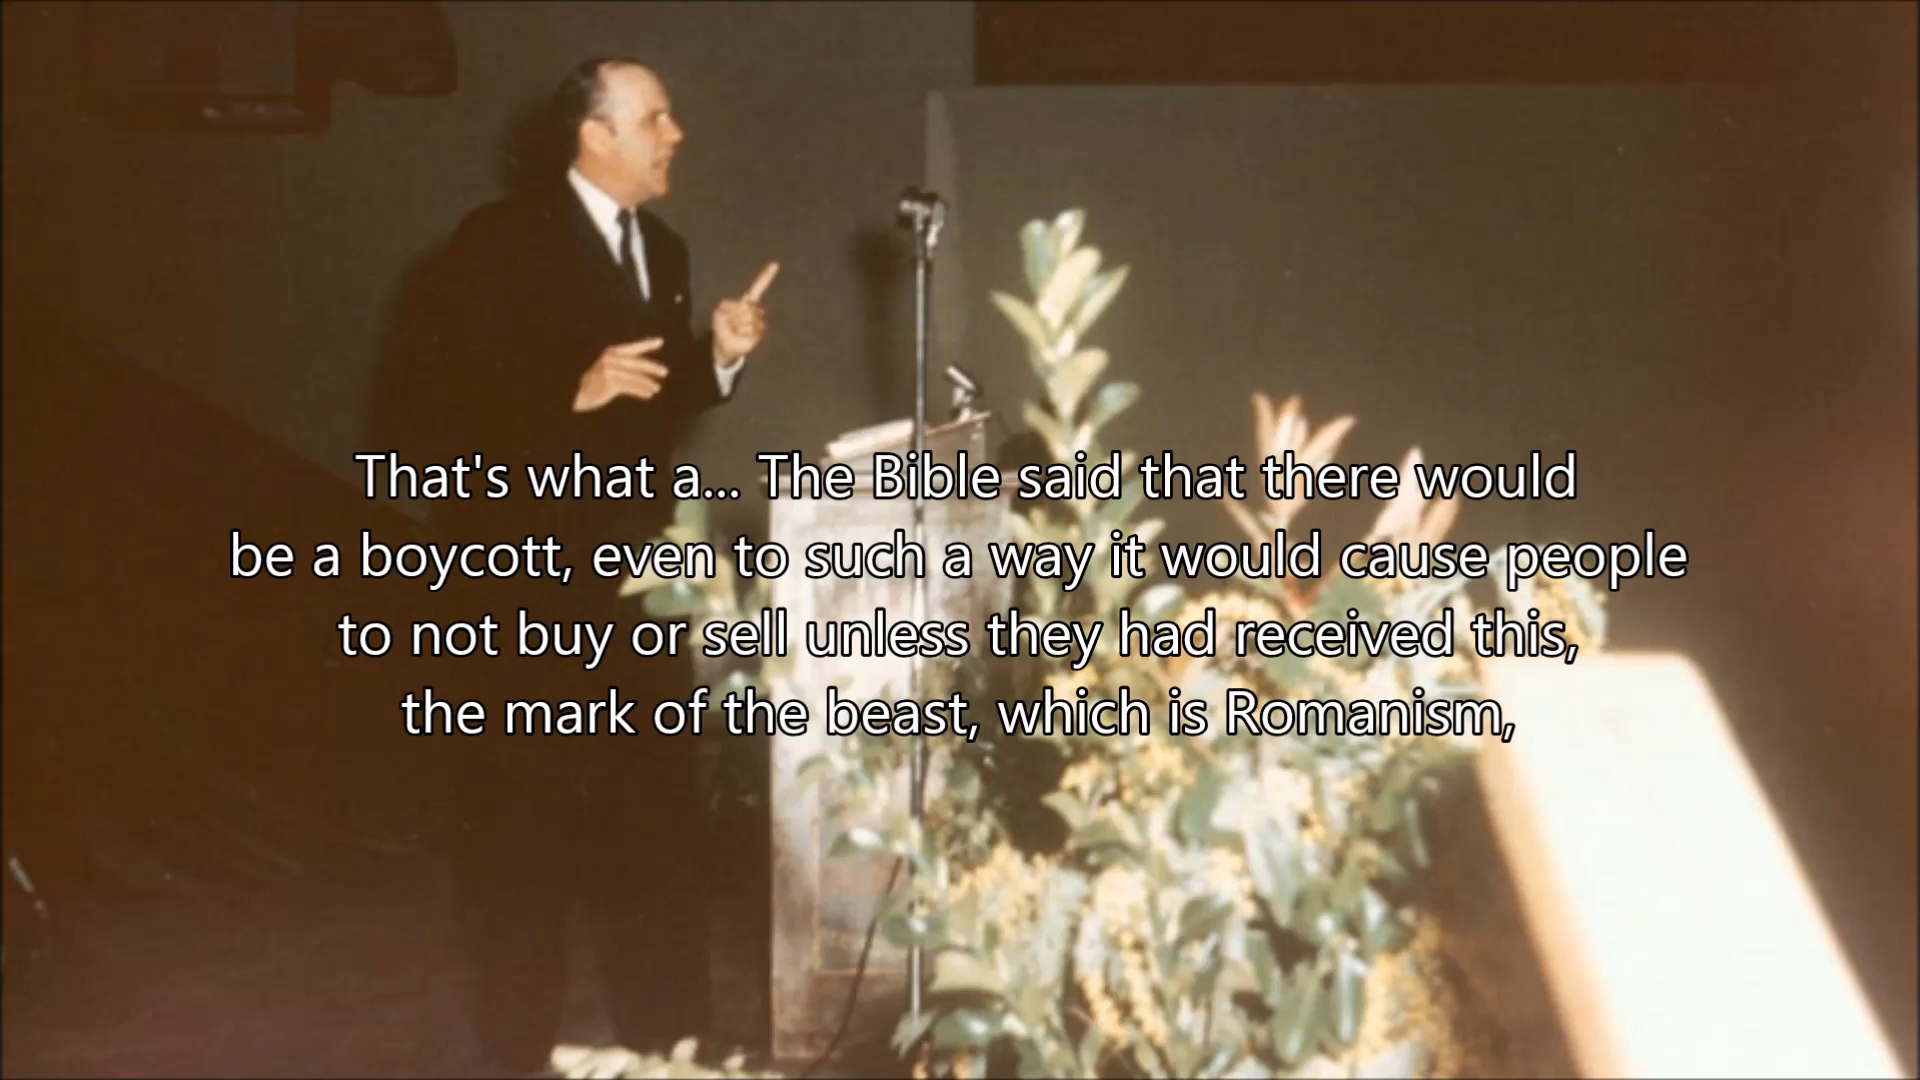 That's what a... The Bible said that there would
be a boycott, even to such a way it would cause people
to not buy or sell unless they had received this,
the mark of the beast, which is Romanism,